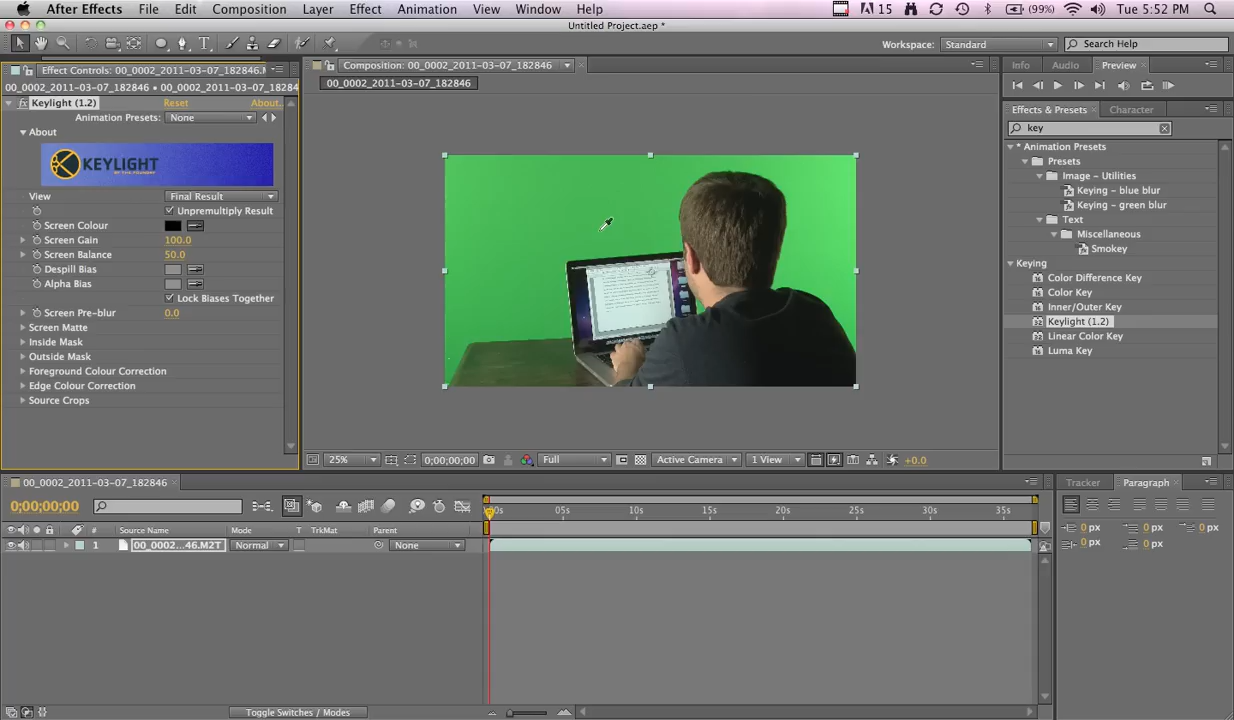 After Effects File Edit Composition Layer Effect Animation View Window Help 15 (99%) Tue 5:52 PM
Untitled Project.aep *
Workspace: Standard Search Help
Effect Controls: 00_0002_2011-03-07_182846.M
00_0002_2011-03-07_182846 • 00_0002_2011-03-07_182846
fx Keylight (1.2) Reset About...
Animation Presets: None
About
KEYLIGHT
BY THE FOUNDRY
View Final Result
Unpremultiply Result
Screen Colour
Screen Gain 100.0
Screen Balance 50.0
Despill Bias
Alpha Bias
Lock Biases Together
Screen Pre-blur 0.0
Screen Matte
Inside Mask
Outside Mask
Foreground Colour Correction
Edge Colour Correction
Source Crops
Composition: 00_0002_2011-03-07_182846
00_0002_2011-03-07_182846
25% 0;00;00;00 Full Active Camera 1 View +0.0
Info Audio Preview
Effects & Presets Character
key
* Animation Presets
Presets
Image – Utilities
Keying – blue blur
Keying – green blur
Text
Miscellaneous
Smokey
Keying
Color Difference Key
Color Key
Inner/Outer Key
Keylight (1.2)
Linear Color Key
Luma Key
00_0002_2011-03-07_182846
0;00;00;00
:00s 05s 10s 15s 20s 25s 30s 35s
# Source Name Mode T TrkMat Parent
1 00_0002...46.M2T Normal None
Toggle Switches / Modes
Tracker Paragraph
0 px 0 px 0 px
0 px 0 px